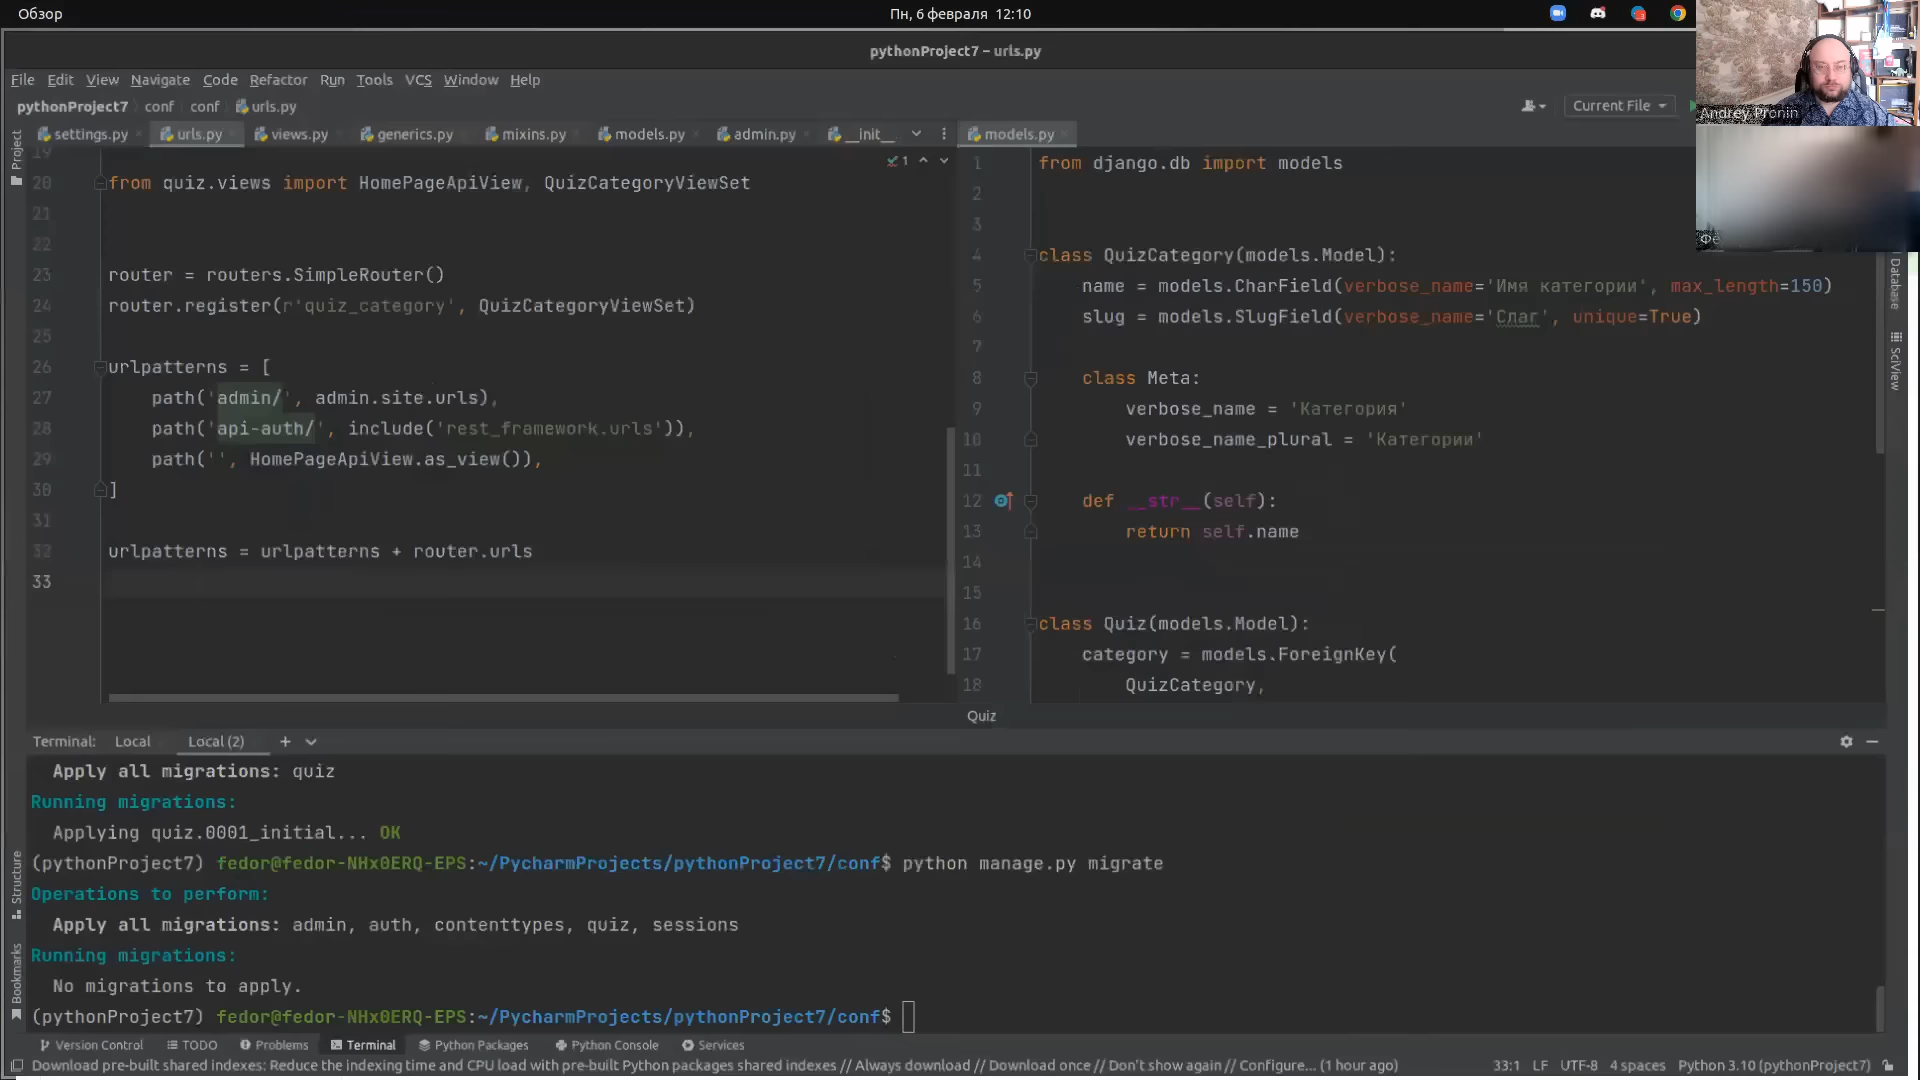 Обзор
Пн, 6 февраля 12:10
pythonProject7 – urls.py
File Edit View Navigate Code Refactor Run Tools VCS Window Help
Andrey Pronin
pythonProject7 conf conf urls.py
Current File
settings.py urls.py views.py generics.py mixins.py models.py admin.py __init__
models.py
Project
19
1
20 from quiz.views import HomePageApiView, QuizCategoryViewSet
21
22
23 router = routers.SimpleRouter()
24 router.register(r'quiz_category', QuizCategoryViewSet)
25
26 urlpatterns = [
27 path('admin/', admin.site.urls),
28 path('api-auth/', include('rest_framework.urls')),
29 path('', HomePageApiView.as_view()),
30 ]
31
32 urlpatterns = urlpatterns + router.urls
33
1 from django.db import models
2
3
4 class QuizCategory(models.Model):
5 name = models.CharField(verbose_name='Имя категории', max_length=150)
6 slug = models.SlugField(verbose_name='Слаг', unique=True)
7
8 class Meta:
9 verbose_name = 'Категория'
10 verbose_name_plural = 'Категории'
11
12 def __str__(self):
13 return self.name
14
15
16 class Quiz(models.Model):
17 category = models.ForeignKey(
18 QuizCategory,
Quiz
Фе
Database
SciView
Terminal: Local Local (2) +
Apply all migrations: quiz
Running migrations:
Applying quiz.0001_initial... OK
(pythonProject7) fedor@fedor-NHx0ERQ-EPS:~/PycharmProjects/pythonProject7/conf$ python manage.py migrate
Operations to perform:
Apply all migrations: admin, auth, contenttypes, quiz, sessions
Running migrations:
No migrations to apply.
(pythonProject7) fedor@fedor-NHx0ERQ-EPS:~/PycharmProjects/pythonProject7/conf$
Structure
Bookmarks
Version Control TODO Problems Terminal Python Packages Python Console Services
Download pre-built shared indexes: Reduce the indexing time and CPU load with pre-built Python packages shared indexes // Always download // Download once // Don't show again // Configure... (1 hour ago)
33:1 LF UTF-8 4 spaces Python 3.10 (pythonProject7)